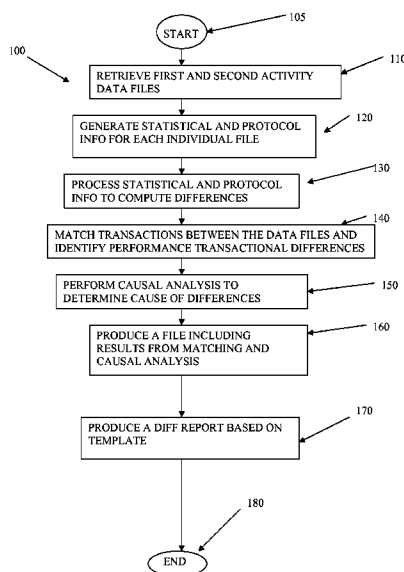 START
105
100
110
RETRIEVE FIRST AND SECOND ACTIVITY
DATA FILES
120
GENERATE STATISTICAL AND PROTOCOL
INFO FOR EACH INDIVIDUAL FILE
130
PROCESS STATISTICAL AND PROTOCOL
INFO TO COMPUTE DIFFERENCES
140
MATCH TRANSACTIONS BETWEEN THE DATA FILES AND
IDENTIFY PERFORMANCE TRANSACTIONAL DIFFERENCES
150
PERFORM CAUSAL ANALYSIS TO
DETERMINE CAUSE OF DIFFERENCES
160
PRODUCE A FILE INCLUDING
RESULTS FROM MATCHING AND
CAUSAL ANALYSIS
170
PRODUCE A DIFF REPORT BASED ON
TEMPLATE
180
END